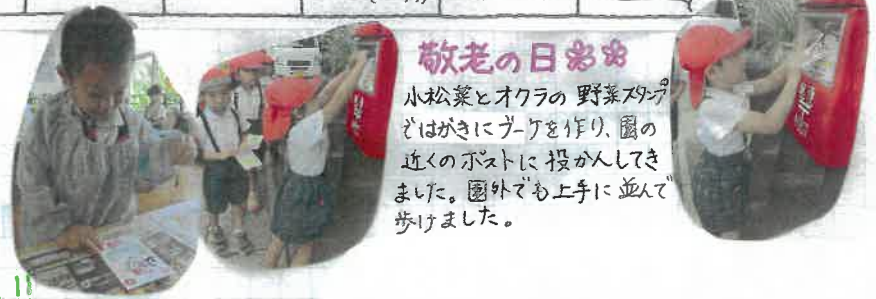 敬老の日
小松菜とオクラの野菜スタンプ
ではがきにブーケを作り、園の
近くのポストに投かんしてき
ました。園外でも上手に並んで
歩けました。
11